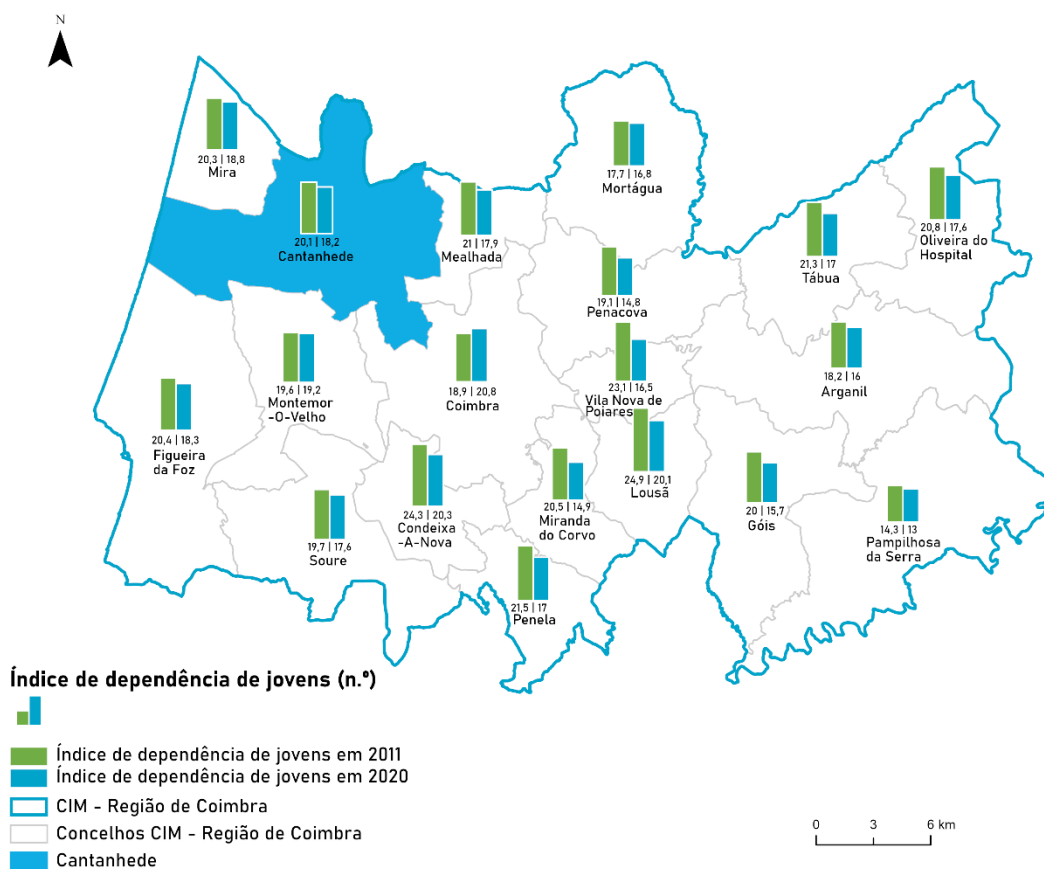 N
20,3 | 18,8
Mira
20,1 | 18,2
Cantanhede
21 | 17,9
Mealhada
17,7 | 16,8
Mortágua
21,3 | 17
Tábua
20,8 | 17,6
Oliveira do
Hospital
19,1 | 14,8
Penacova
19,6 | 19,2
Montemor
-O-Velho
18,9 | 20,8
Coimbra
23,1 | 16,5
Vila Nova de
Poiares
18,2 | 16
Arganil
20,4 | 18,3
Figueira
da Foz
24,3 | 20,3
Condeixa
-A-Nova
20,5 | 14,9
Miranda
do Corvo
24,9 | 20,1
Lousã
20 | 15,7
Góis
14,3 | 13
Pampilhosa
da Serra
19,7 | 17,6
Soure
21,5 | 17
Penela
Índice de dependência de jovens (n.º)
Índice de dependência de jovens em 2011
Índice de dependência de jovens em 2020
CIM - Região de Coimbra
Concelhos CIM - Região de Coimbra
Cantanhede
0 3 6 km